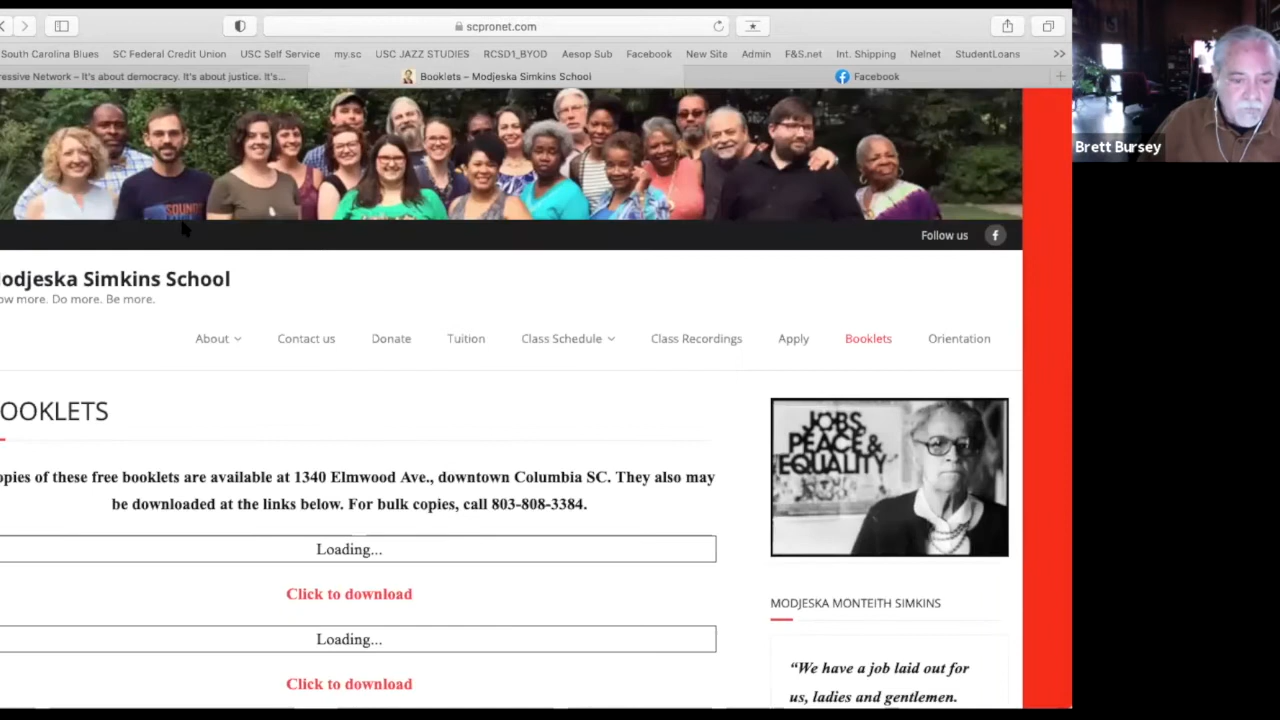 scpronet.com
South Carolina Blues SC Federal Credit Union USC Self Service my.sc USC JAZZ STUDIES RCSD1_BYOD Aesop Sub Facebook New Site Admin F&S.net Int. Shipping Nelnet StudentLoans >>
ressive Network – It's about democracy. It's about justice. It's... Booklets – Modjeska Simkins School Facebook
Brett Bursey
SOUND
Follow us f
odjeska Simkins School
ow more. Do more. Be more.
About Contact us Donate Tuition Class Schedule Class Recordings Apply Booklets Orientation
OOKLETS
opies of these free booklets are available at 1340 Elmwood Ave., downtown Columbia SC. They also may
be downloaded at the links below. For bulk copies, call 803-808-3384.
Loading...
Click to download
Loading...
Click to download
JOBS,
PEACE &
EQUALITY
MODJESKA MONTEITH SIMKINS
“We have a job laid out for
us, ladies and gentlemen.